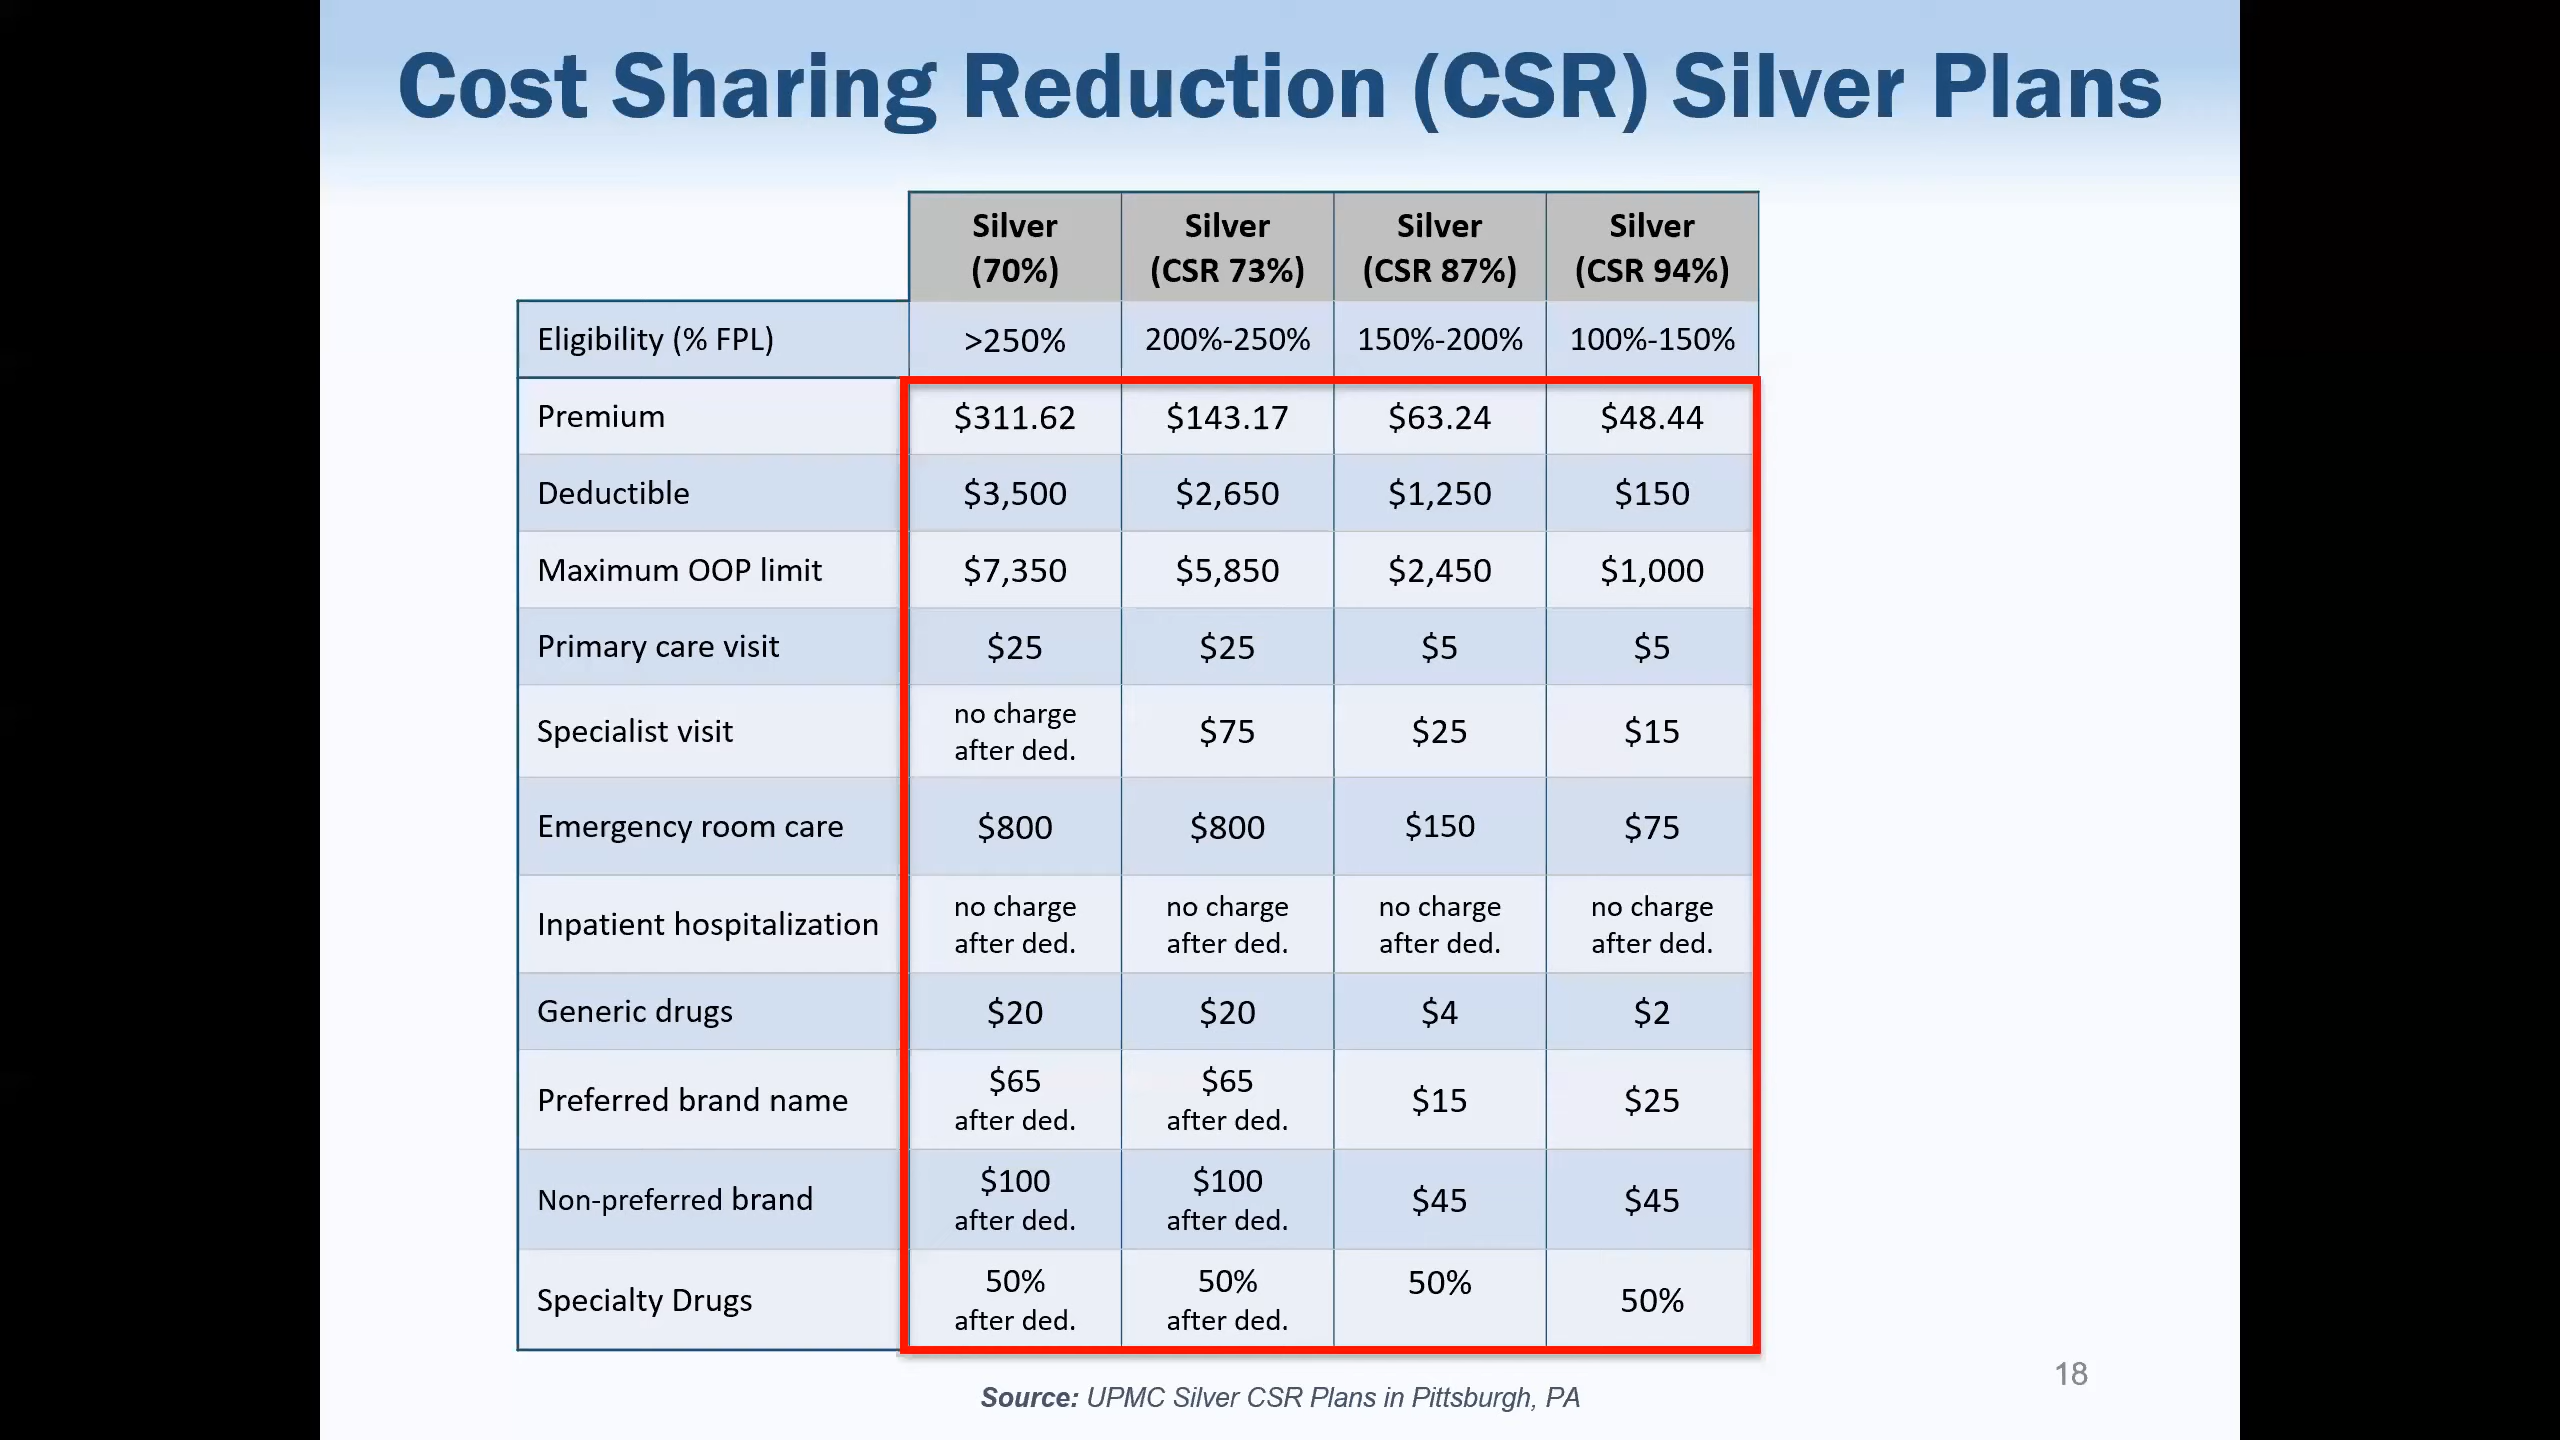 Cost Sharing Reduction (CSR) Silver Plans
Silver (70%) Silver (CSR 73%) Silver (CSR 87%) Silver (CSR 94%)
Eligibility (% FPL) >250% 200%-250% 150%-200% 100%-150%
Premium $311.62 $143.17 $63.24 $48.44
Deductible $3,500 $2,650 $1,250 $150
Maximum OOP limit $7,350 $5,850 $2,450 $1,000
Primary care visit $25 $25 $5 $5
Specialist visit no charge after ded. $75 $25 $15
Emergency room care $800 $800 $150 $75
Inpatient hospitalization no charge after ded. no charge after ded. no charge after ded. no charge after ded.
Generic drugs $20 $20 $4 $2
Preferred brand name $65 after ded. $65 after ded. $15 $25
Non-preferred brand $100 after ded. $100 after ded. $45 $45
Specialty Drugs 50% after ded. 50% after ded. 50% 50%
Source: UPMC Silver CSR Plans in Pittsburgh, PA
18